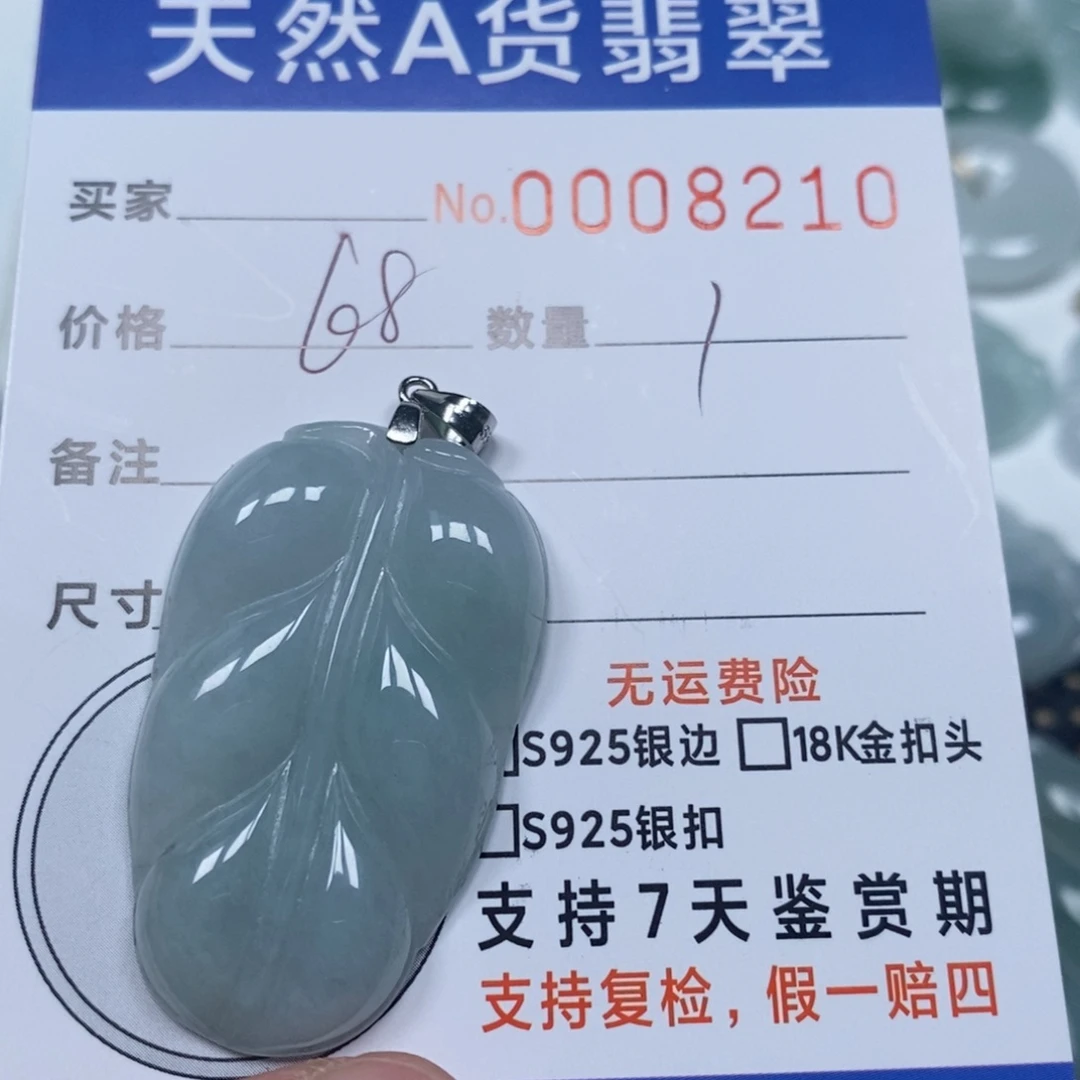 天然A货翡翠
买家 No.0008210
价格 68 数量 1
备注
尺寸
无运费险
S925银边 18K金扣头
S925银扣
支持7天鉴赏期
支持复检，假一赔四